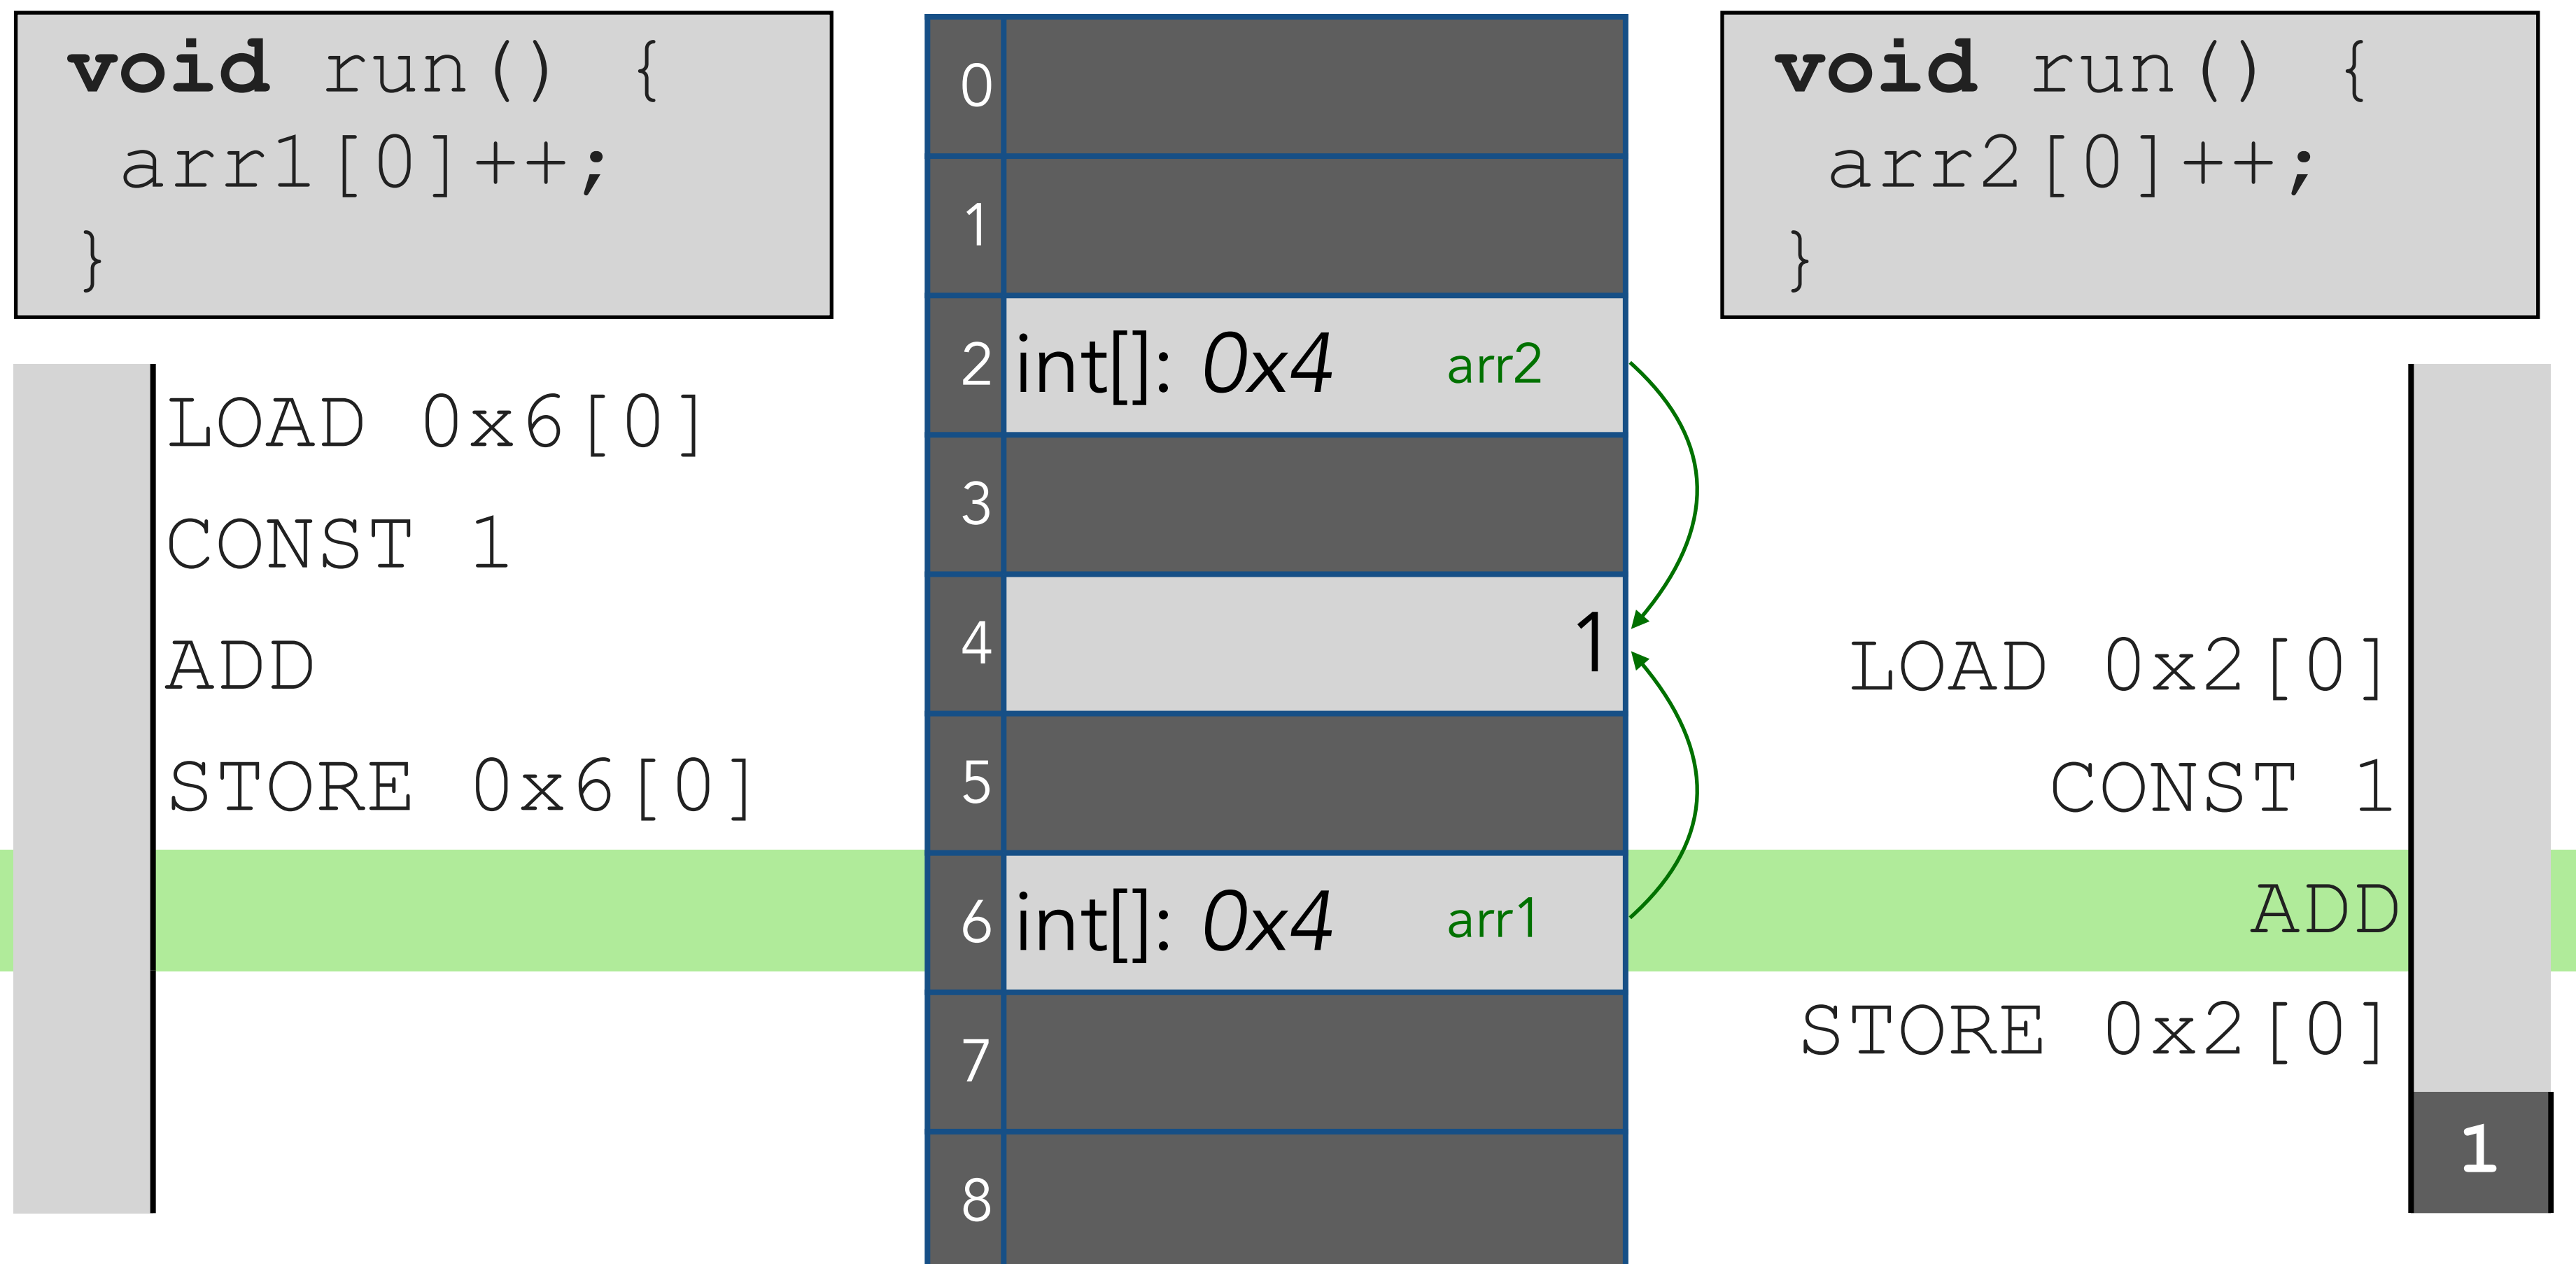 void run() {
arr1[0]++;
}
LOAD 0x6[0]
CONST 1
ADD
STORE 0x6[0]
0
1
2 int[]: 0x4 arr2
3
4 1
5
6 int[]: 0x4 arr1
7
8
void run() {
arr2[0]++;
}
LOAD 0x2[0]
CONST 1
ADD
STORE 0x2[0]
1